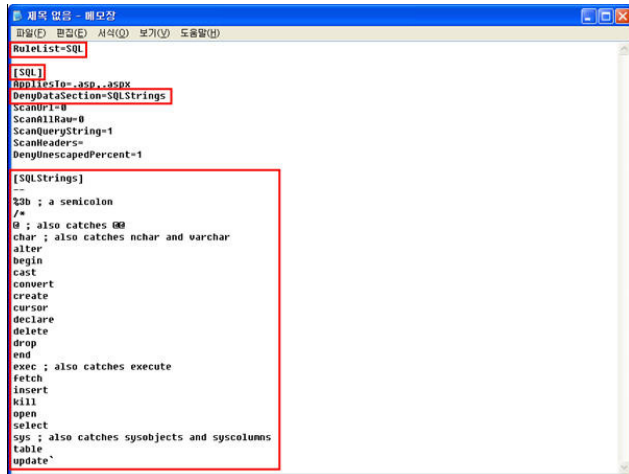 제목 없음 - 메모장
파일(F) 편집(E) 서식(O) 보기(V) 도움말(H)
RuleList=SQL
[SQL]
AppliesTo=.asp,.aspx
DenyDataSection=SQLStrings
ScanUrl=0
ScanAllRaw=0
ScanQueryString=1
ScanHeaders=
DenyUnescapedPercent=1
[SQLStrings]
--
%3b ; a semicolon
/*
@ ; also catches @@
char ; also catches nchar and varchar
alter
begin
cast
convert
create
cursor
declare
delete
drop
end
exec ; also catches execute
fetch
insert
kill
open
select
sys ; also catches sysobjects and syscolumns
table
update`